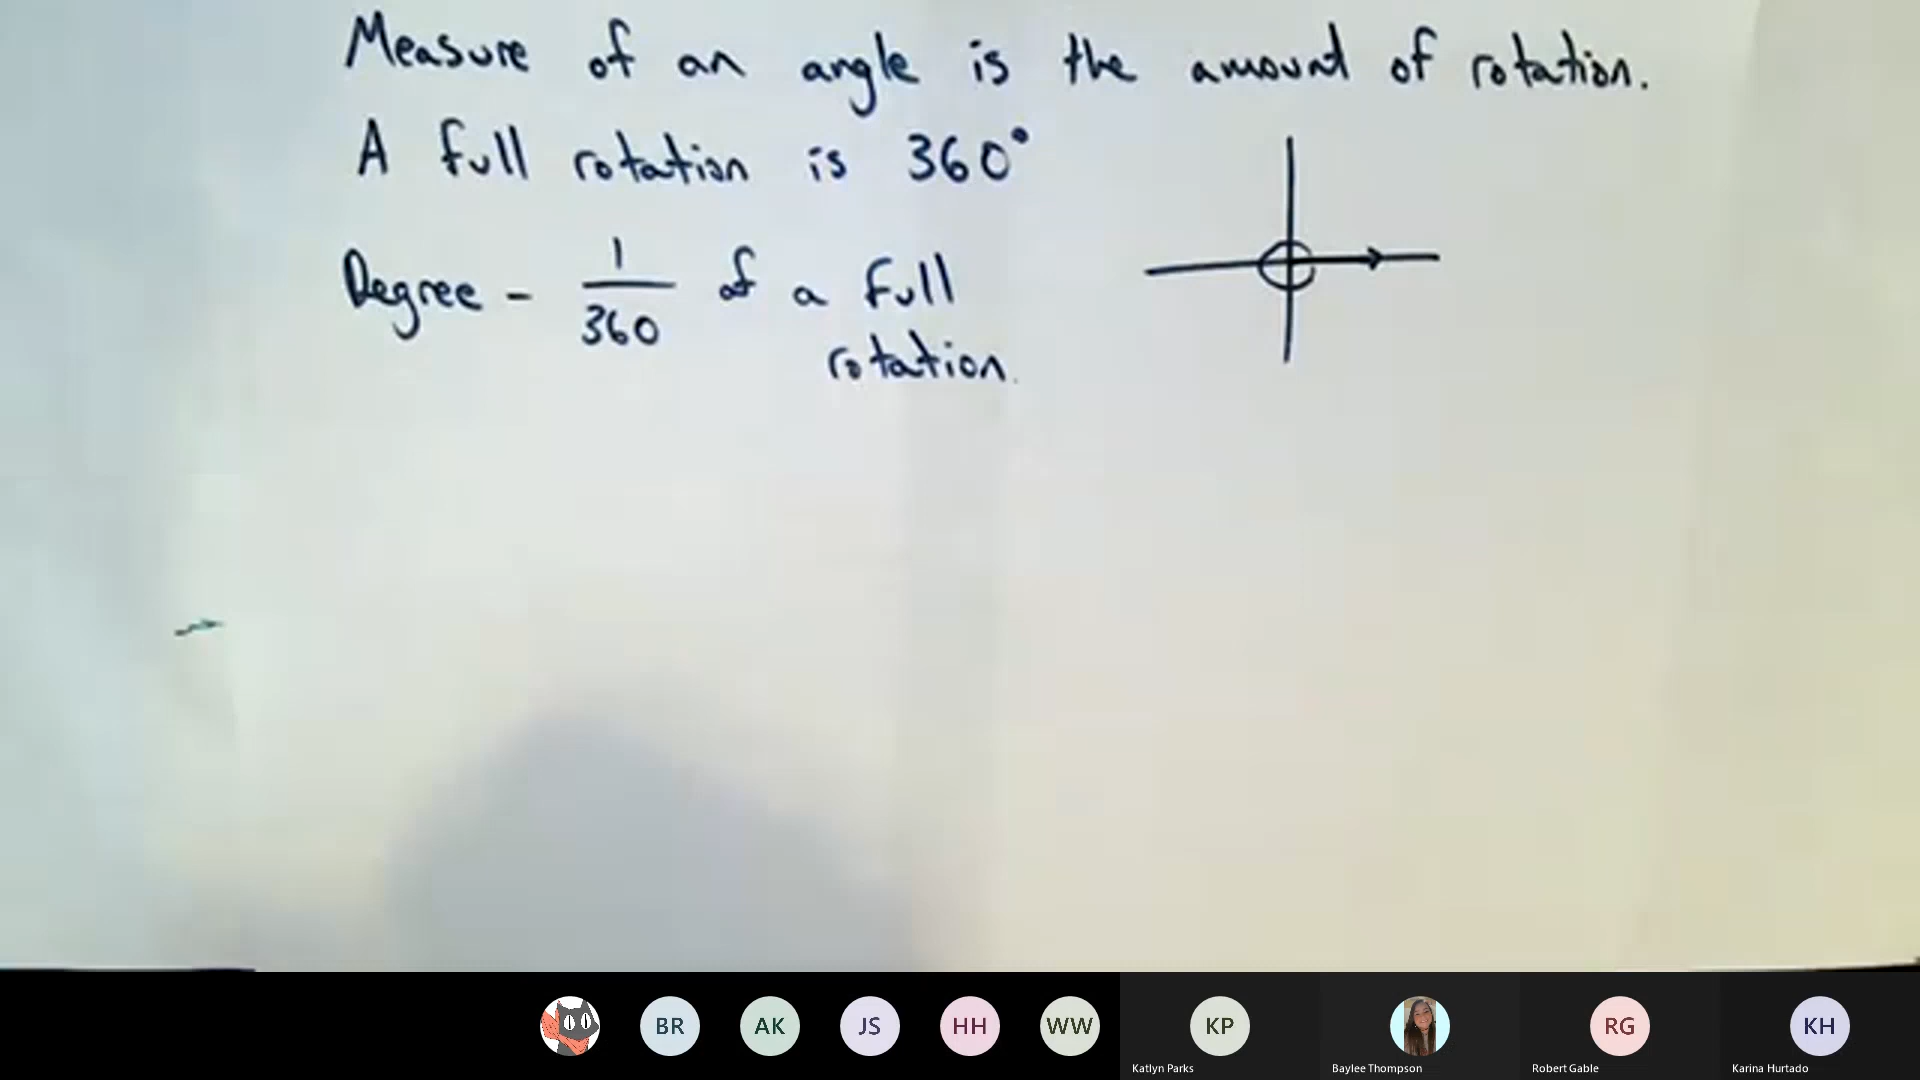 Measure of an angle is the amount of rotation.
A full rotation is 360°
Degree - 1/360 of a full
rotation.
BR AK JS HH WW KP RG KH
Katlyn Parks Baylee Thompson Robert Gable Karina Hurtado